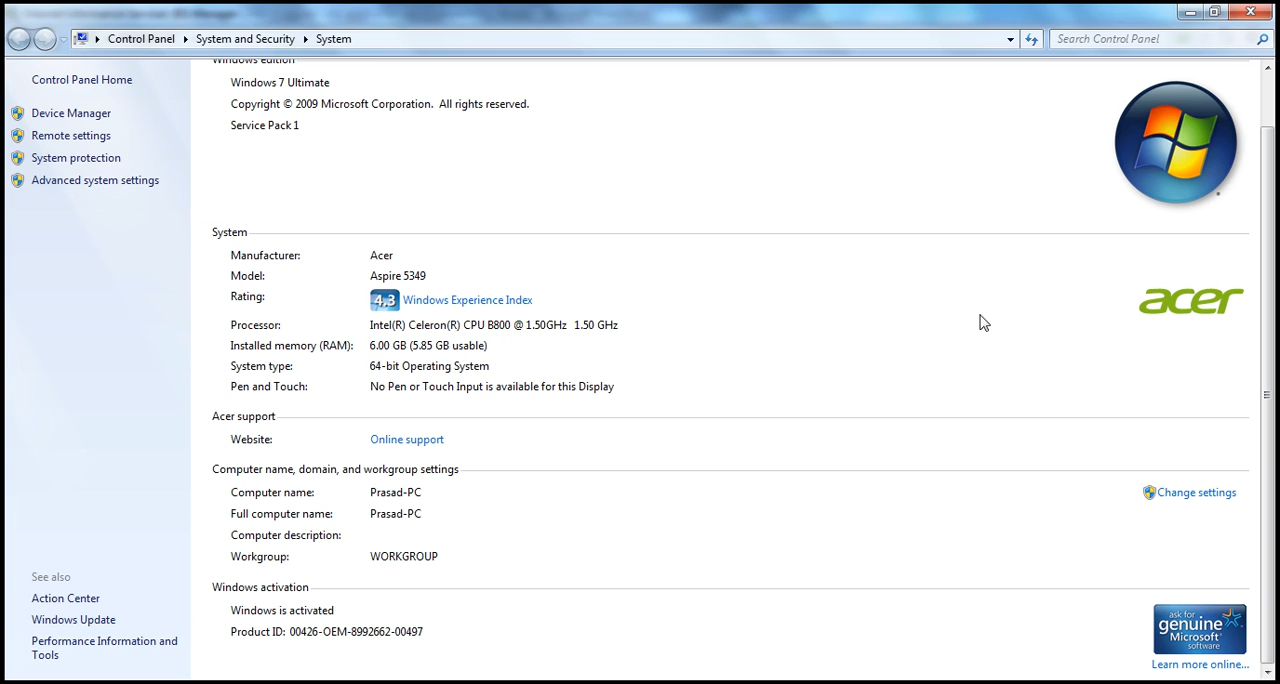 Control Panel ▸ System and Security ▸ System
Search Control Panel
Control Panel Home
Device Manager
Remote settings
System protection
Advanced system settings
See also
Action Center
Windows Update
Performance Information and
Tools
Windows edition
Windows 7 Ultimate
Copyright © 2009 Microsoft Corporation. All rights reserved.
Service Pack 1
System
Manufacturer: Acer
Model: Aspire 5349
Rating: 4.3 Windows Experience Index
Processor: Intel(R) Celeron(R) CPU B800 @ 1.50GHz 1.50 GHz
Installed memory (RAM): 6.00 GB (5.85 GB usable)
System type: 64-bit Operating System
Pen and Touch: No Pen or Touch Input is available for this Display
acer
Acer support
Website: Online support
Computer name, domain, and workgroup settings
Computer name: Prasad-PC
Change settings
Full computer name: Prasad-PC
Computer description:
Workgroup: WORKGROUP
Windows activation
Windows is activated
Product ID: 00426-OEM-8992662-00497
ask for
genuine
Microsoft
software
Learn more online...